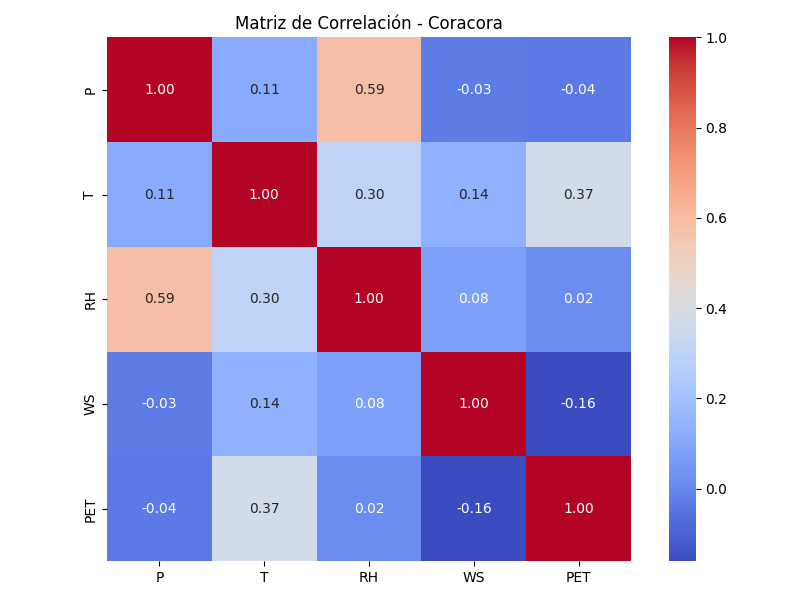 Matriz de Correlación - Coracora
P 1.00 0.11 0.59 -0.03 -0.04
T 0.11 1.00 0.30 0.14 0.37
RH 0.59 0.30 1.00 0.08 0.02
WS -0.03 0.14 0.08 1.00 -0.16
PET -0.04 0.37 0.02 -0.16 1.00
P T RH WS PET
1.0
0.8
0.6
0.4
0.2
0.0